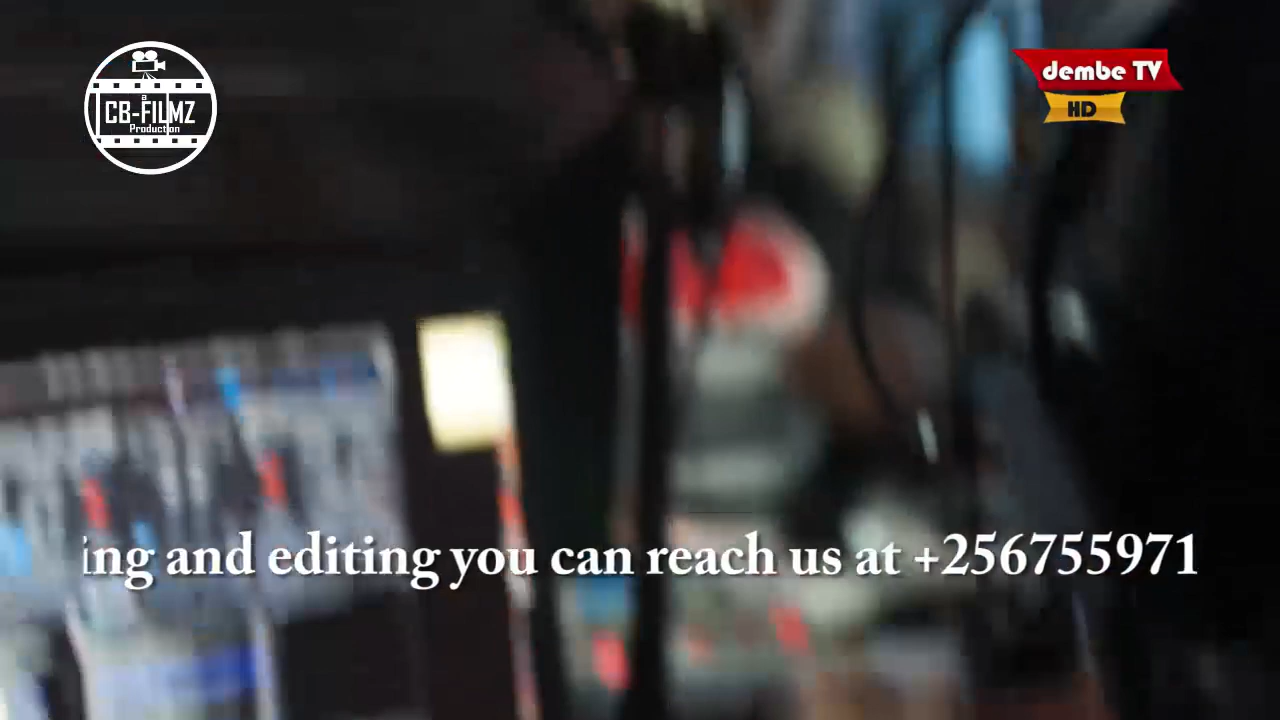 CB-FILMZ
Production
dembe TV
HD
ing and editing you can reach us at +256755971